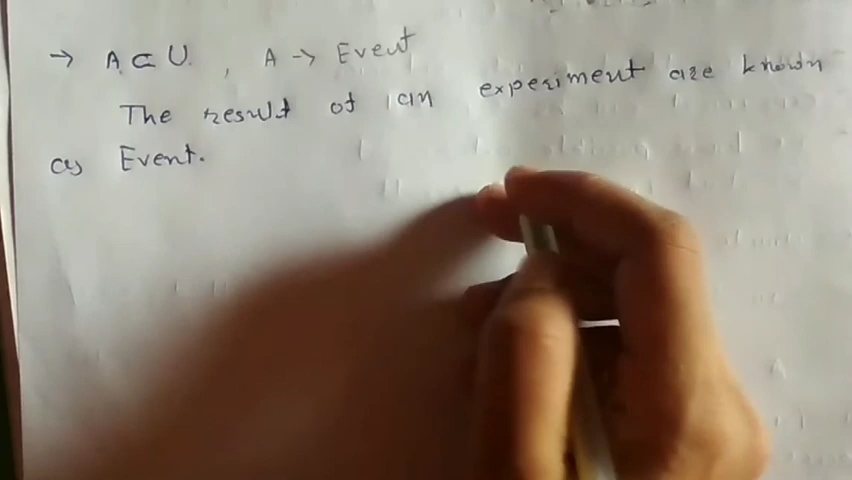 → A ⊂ U. , A → Event
The result of an experiment are known
as Event.